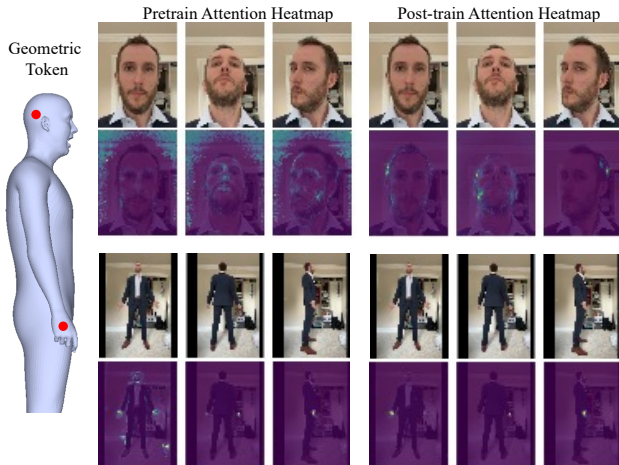 Pretrain Attention Heatmap
Post-train Attention Heatmap
Geometric
Token